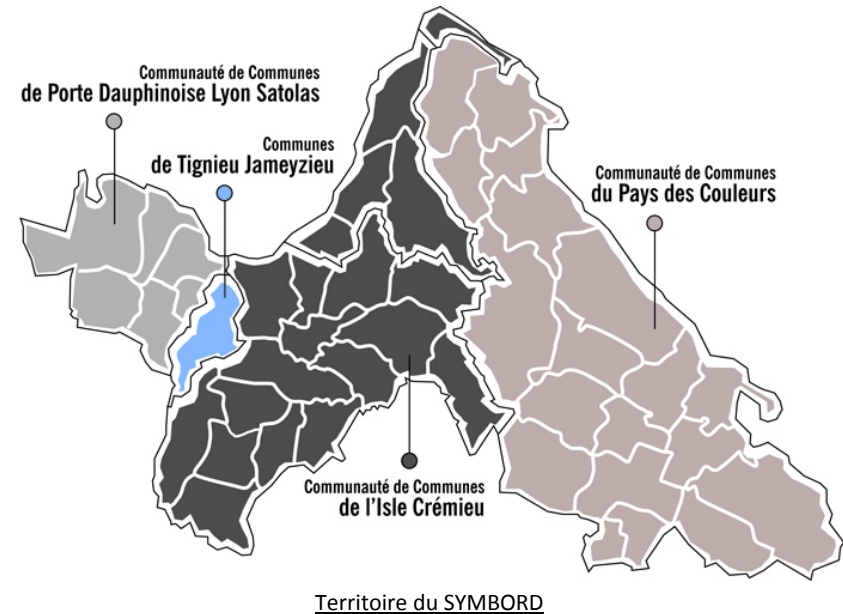 Communauté de Communes
de Porte Dauphinoise Lyon Satolas
Communes
de Tignieu Jameyzieu
Communauté de Communes
du Pays des Couleurs
Communauté de Communes
de l'Isle Crémieu
Territoire du SYMBORD